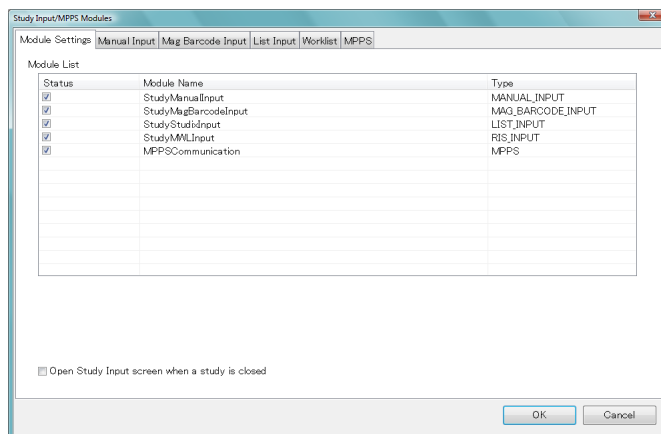 Study Input/MPPS Modules
Module Settings Manual Input Mag Barcode Input List Input Worklist MPPS
Module List
Status Module Name Type
StudyManualInput MANUAL_INPUT
StudyMagBarcodeInput MAG_BARCODE_INPUT
StudyStudixInput LIST_INPUT
StudyMWLInput RIS_INPUT
MPPSCommunication MPPS
Open Study Input screen when a study is closed
OK Cancel